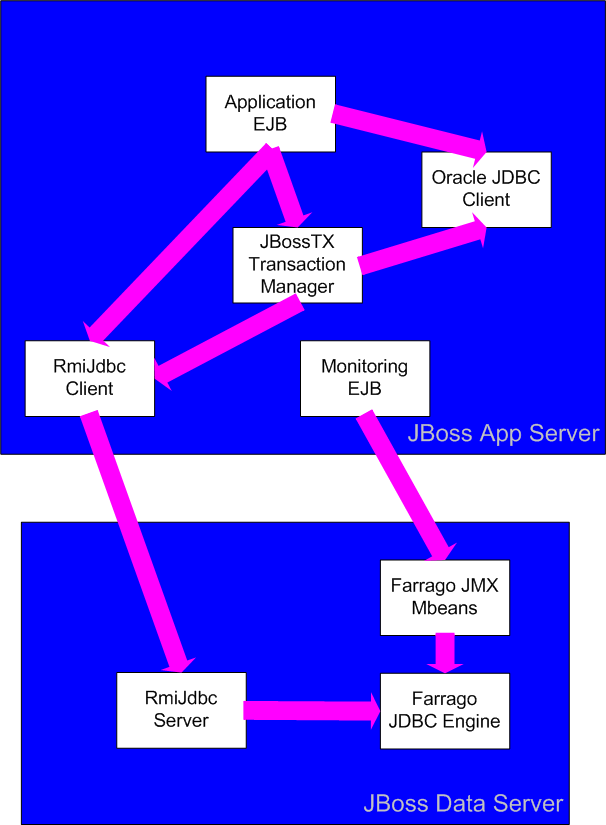 Application
EJB
Oracle JDBC
Client
JBossTX
Transaction
Manager
RmiJdbc
Client
Monitoring
EJB
JBoss App Server
Farrago JMX
Mbeans
RmiJdbc
Server
Farrago
JDBC Engine
JBoss Data Server